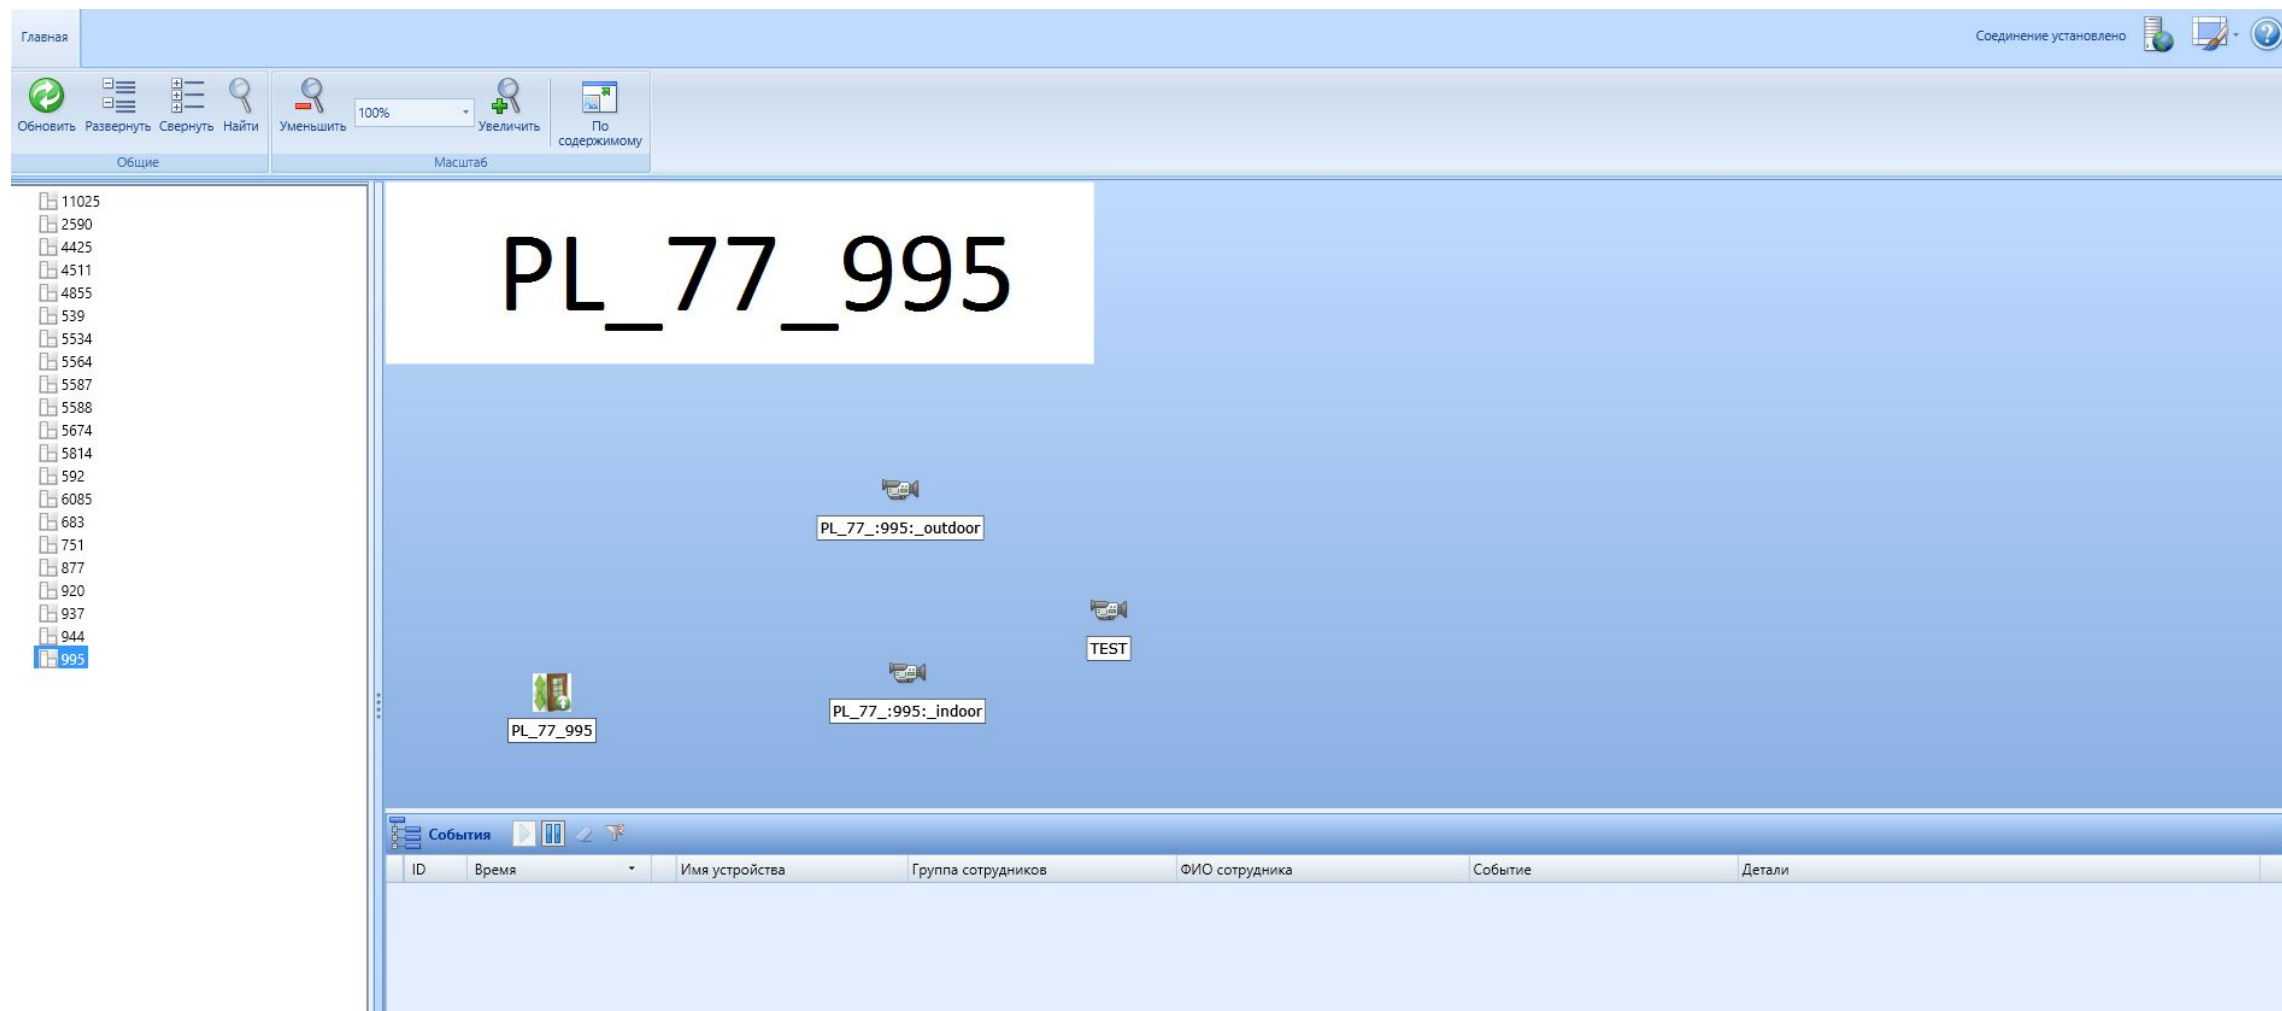 Главная
Соединение установлено
Обновить Развернуть Свернуть Найти
Уменьшить
100%
Увеличить
По содержимому
Общие
Масштаб
11025
2590
4425
4511
4855
539
5534
5564
5587
5588
5674
5814
592
6085
683
751
877
920
937
944
995
PL_77_995
PL_77_:995:_outdoor
TEST
PL_77_:995:_indoor
PL_77_995
События
ID Время Имя устройства Группа сотрудников ФИО сотрудника Событие Детали